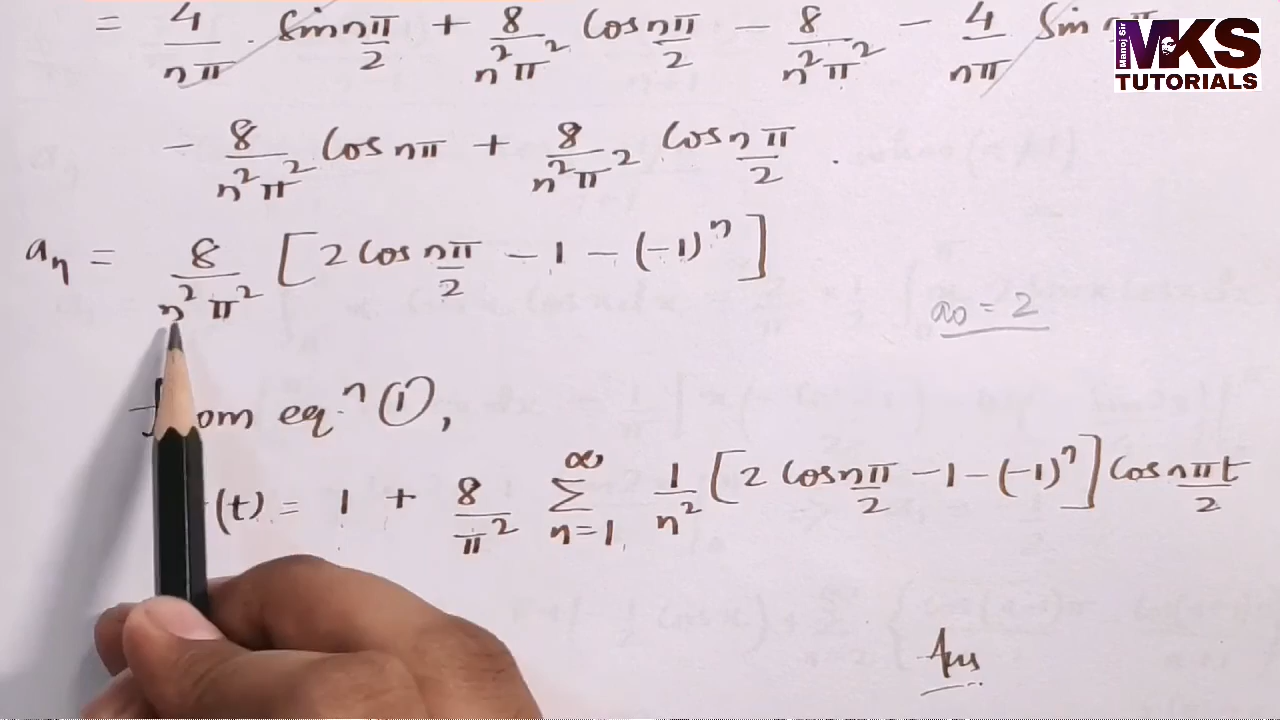 = 4/nπ . Sin nπ/2 + 8/n²π² Cos nπ/2 - 8/n²π² - 4/nπ Sin
- 8/n²π² Cos nπ + 8/n²π² Cos nπ/2 .
aₙ = 8/n²π² [2 Cos nπ/2 - 1 - (-1)ⁿ]
a₀ = 2
from eqⁿ ①,
(t) = 1 + 8/π² ∑ₙ₌₁^∞ 1/n² [2 Cos nπ/2 - 1 - (-1)ⁿ] Cos nπt/2
Ans
Manoj Sir
MKS
TUTORIALS